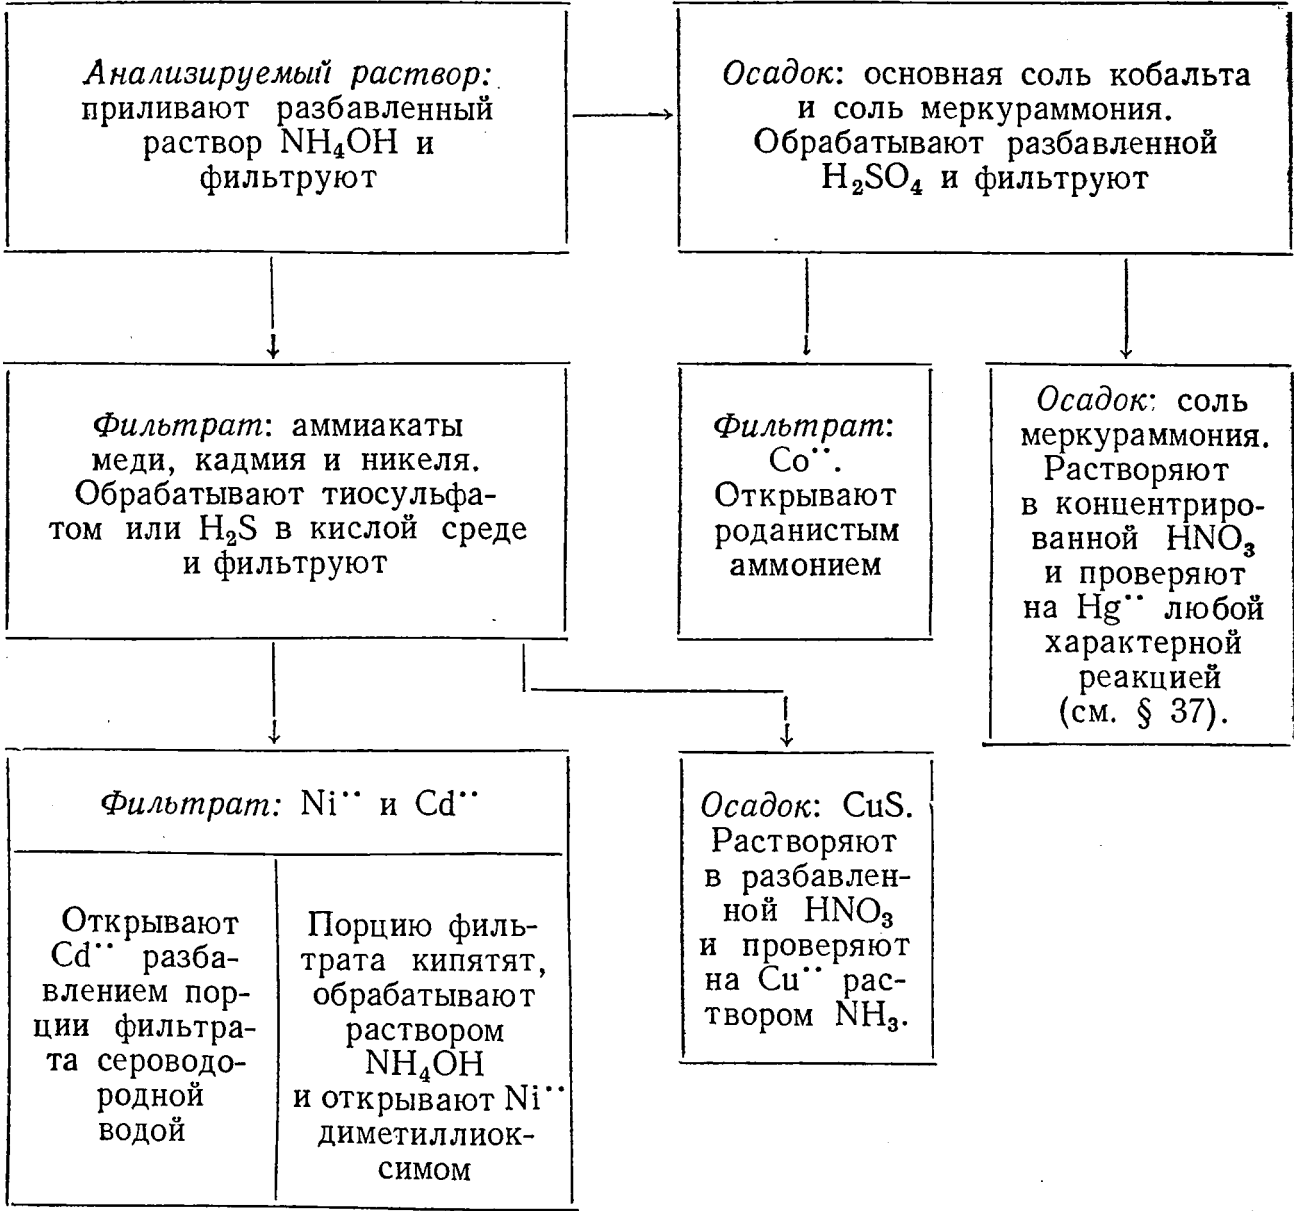 Анализируемый раствор:
приливают разбавленный
раствор NH₄OH и
фильтруют
Осадок: основная соль кобальта
и соль меркураммония.
Обрабатывают разбавленной
H₂SO₄ и фильтруют
Фильтрат: аммиакаты
меди, кадмия и никеля.
Обрабатывают тиосульфа-
том или H₂S в кислой среде
и фильтруют
Фильтрат:
Co¨.
Открывают
роданистым
аммонием
Осадок: соль
меркураммония.
Растворяют
в концентриро-
ванной HNO₃
и проверяют
на Hg¨ любой
характерной
реакцией
(см. § 37).
Фильтрат: Ni¨ и Cd¨
Открывают
Cd¨ разба-
влением пор-
ции фильтра-
та сероводо-
родной
водой
Порцию филь-
трата кипятят,
обрабатывают
раствором
NH₄OH
и открывают Ni¨
диметиллиок-
симом
Осадок: CuS.
Растворяют
в разбавлен-
ной HNO₃
и проверяют
на Cu¨ рас-
твором NH₃.